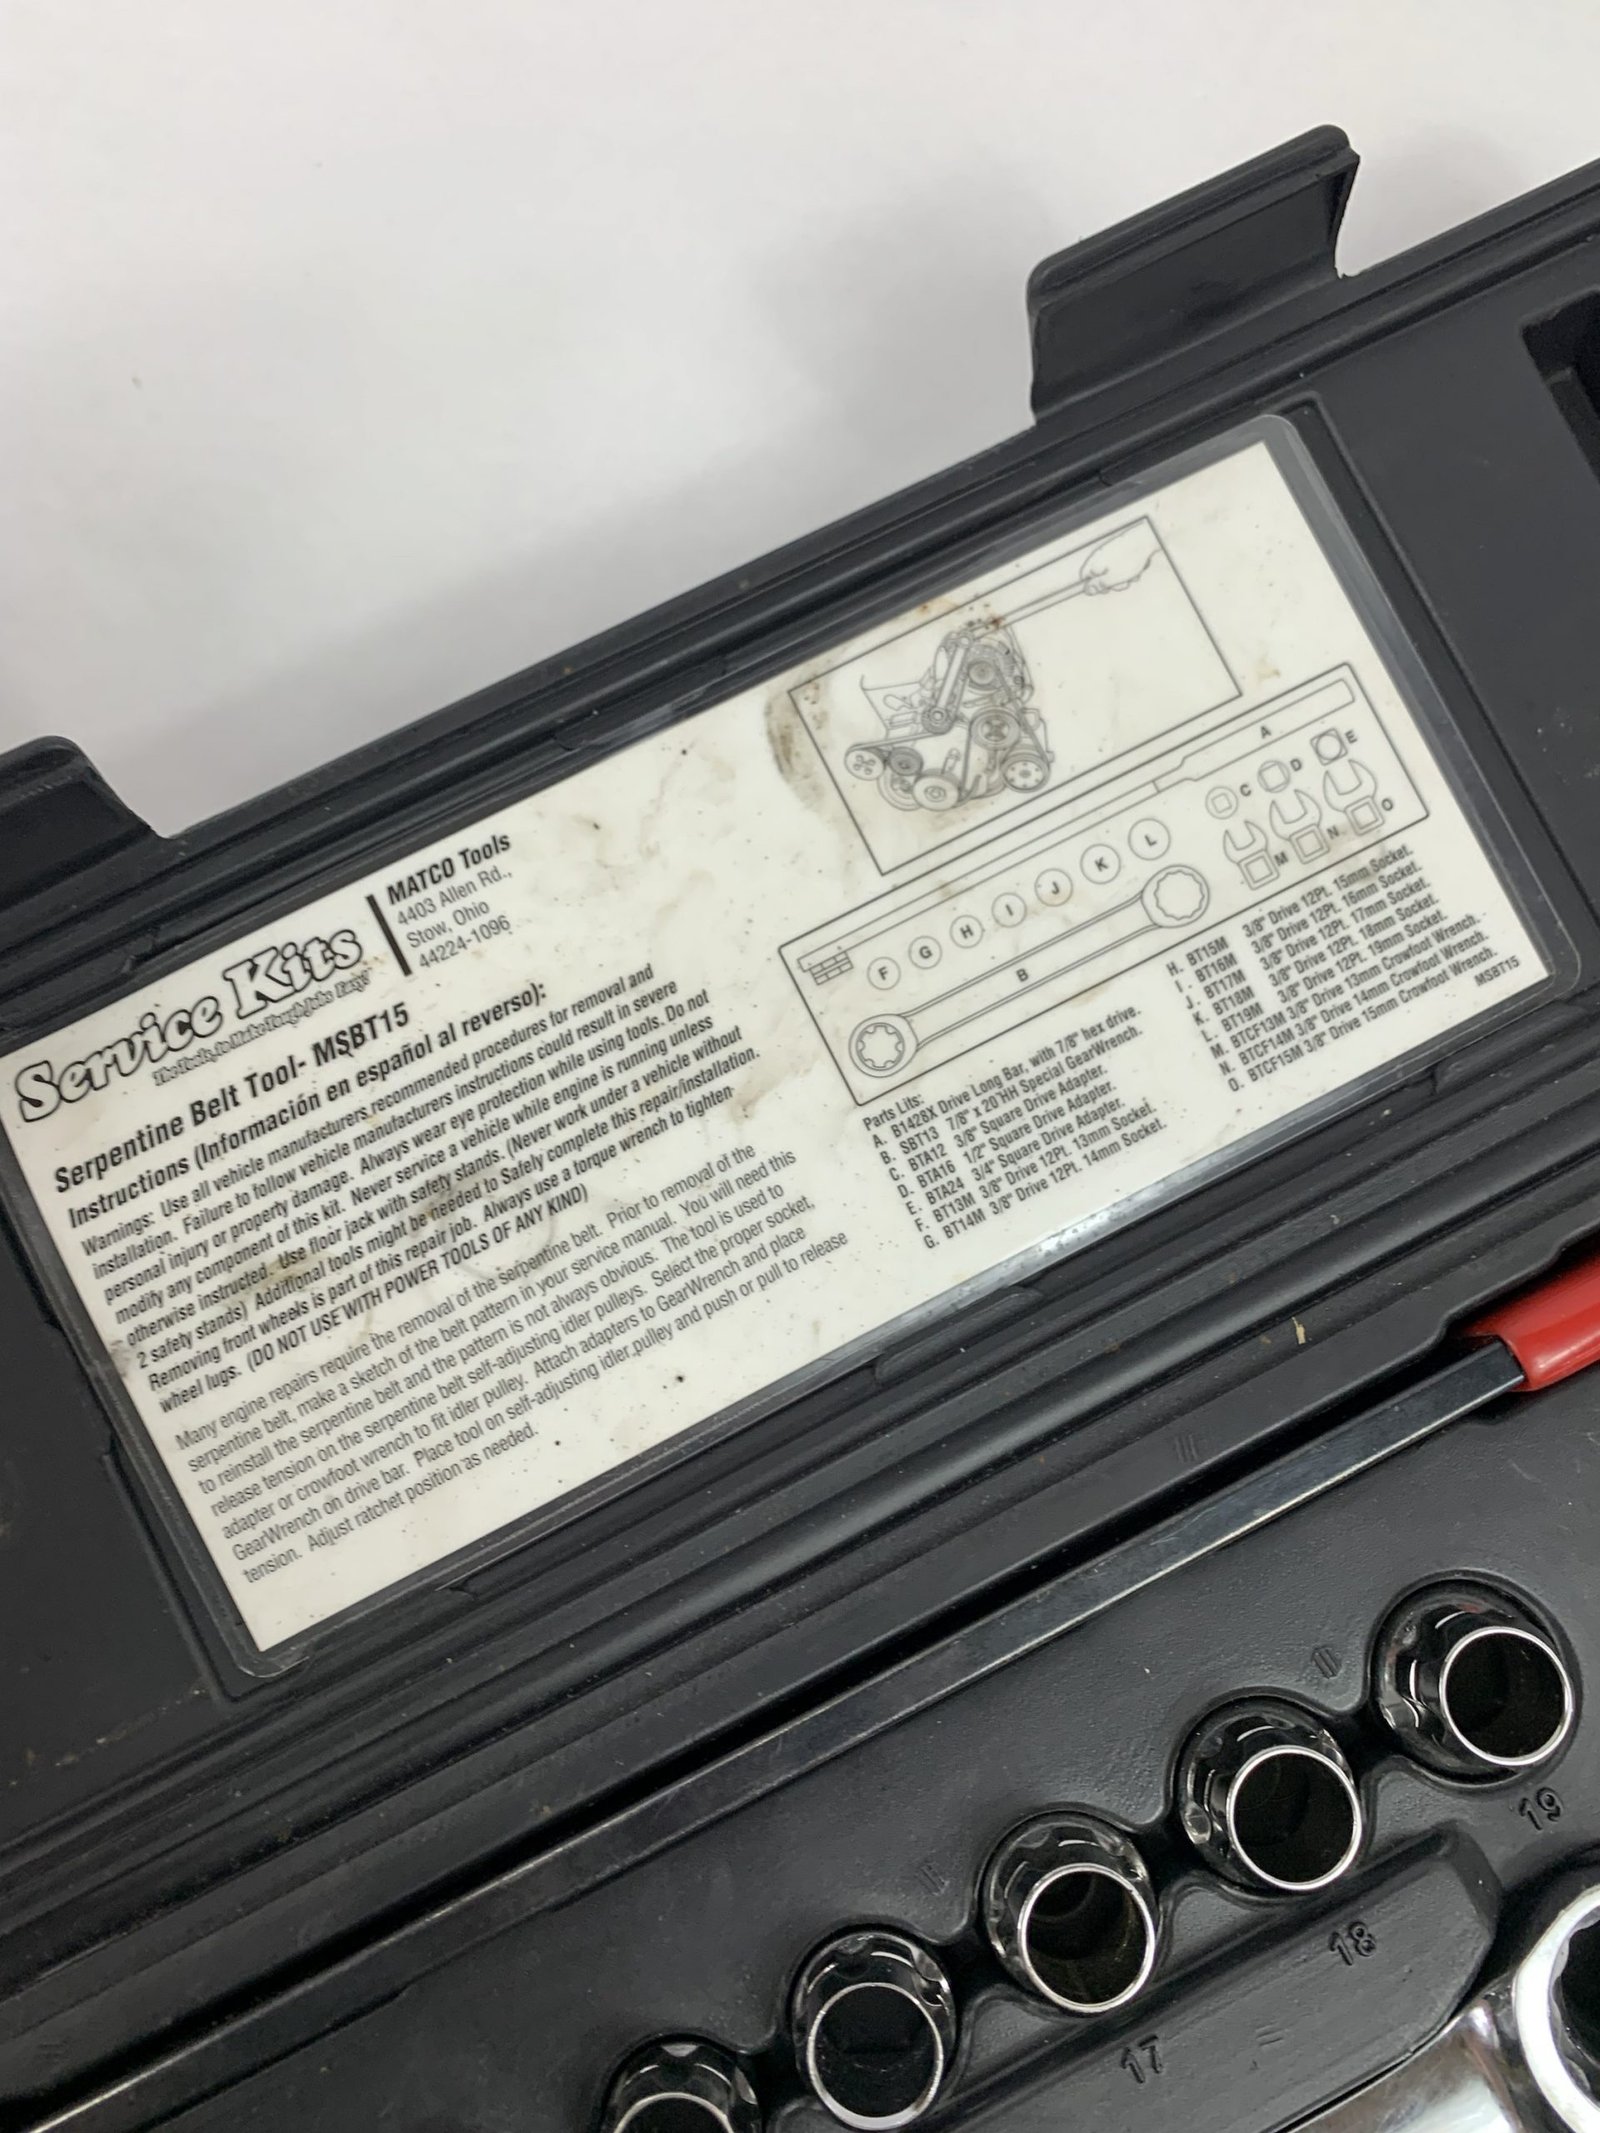 Service Kits
The Tools, to Make Tough Jobs Easy
MATCO Tools
4403 Allen Rd.,
Stow, Ohio
44224-1096
Serpentine Belt Tool- MSBT15
Instructions (Información en español al reverso):
Warnings: Use all vehicle manufacturers recommended procedures for removal and
installation. Failure to follow vehicle manufacturers instructions could result in severe
personal injury or property damage. Always wear eye protection while using tools. Do not
modify any component of this kit. Never service a vehicle while engine is running unless
otherwise instructed. Use floor jack with safety stands. (Never work under a vehicle without
2 safety stands) Additional tools might be needed to Safely complete this repair/installation.
Removing front wheels is part of this repair job. Always use a torque wrench to tighten
wheel lugs. (DO NOT USE WITH POWER TOOLS OF ANY KIND)
Many engine repairs require the removal of the serpentine belt. Prior to removal of the
serpentine belt, make a sketch of the belt pattern in your service manual. You will need this
to reinstall the serpentine belt and the pattern is not always obvious. The tool is used to
release tension on the serpentine belt self-adjusting idler pulleys. Select the proper socket,
adapter or crowfoot wrench to fit idler pulley. Attach adapters to GearWrench and place
GearWrench on drive bar. Place tool on self-adjusting idler pulley and push or pull to release
tension. Adjust ratchet position as needed.
A
B
C
D
E
F
G
H
I
J
K
L
M
N
O
Parts Lits:
A. B1428X Drive Long Bar, with 7/8" hex drive.
B. SBT13 7/8" x 20"HH Special GearWrench.
C. BTA12 3/8" Square Drive Adapter.
D. BTA16 1/2" Square Drive Adapter.
E. BTA24 3/4" Square Drive Adapter.
F. BT13M 3/8" Drive 12Pt. 13mm Socket.
G. BT14M 3/8" Drive 12Pt. 14mm Socket.
H. BT15M 3/8" Drive 12Pt. 15mm Socket.
I. BT16M 3/8" Drive 12Pt. 16mm Socket.
J. BT17M 3/8" Drive 12Pt. 17mm Socket.
K. BT18M 3/8" Drive 12Pt. 18mm Socket.
L. BT19M 3/8" Drive 12Pt. 19mm Socket.
M. BTCF13M 3/8" Drive 13mm Crowfoot Wrench.
N. BTCF14M 3/8" Drive 14mm Crowfoot Wrench.
O. BTCF15M 3/8" Drive 15mm Crowfoot Wrench.
MSBT15
19
18
17